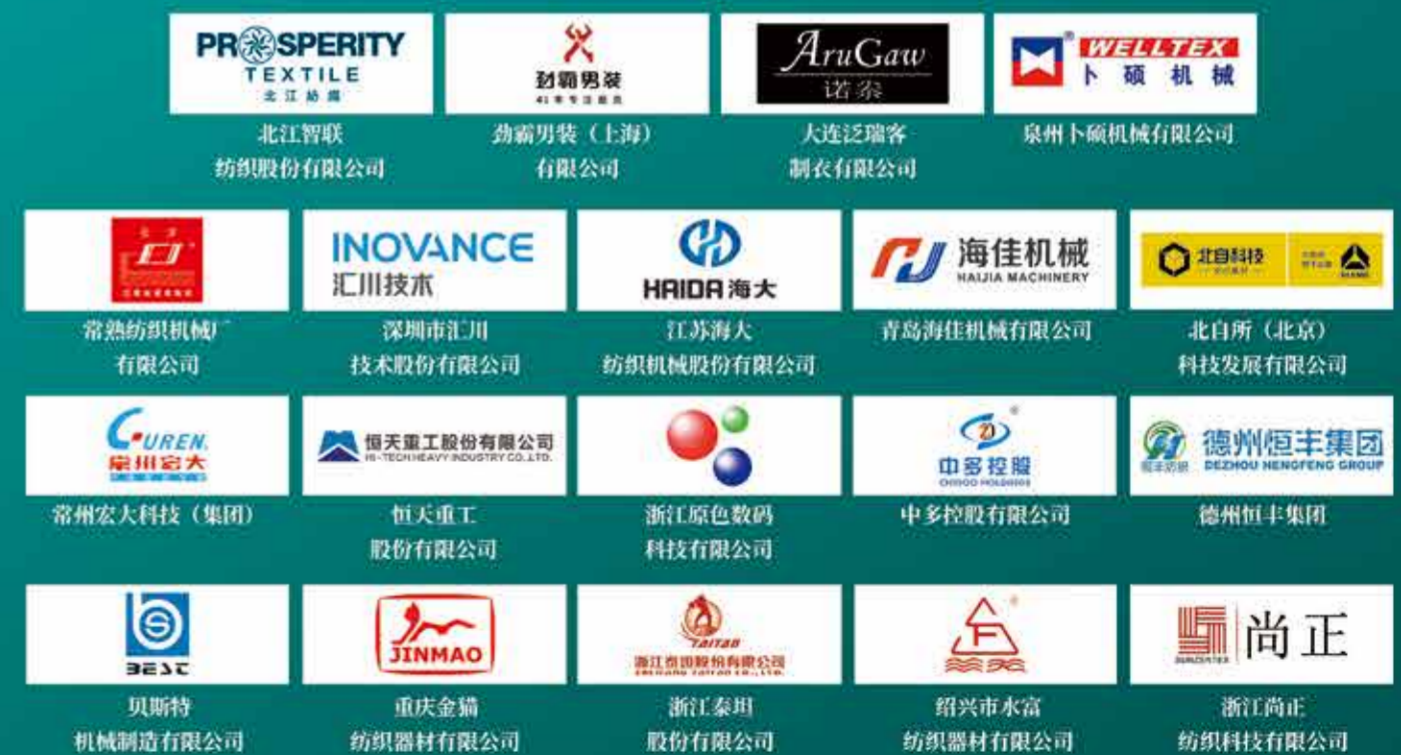 PROSPERITY
TEXTILE
北江纺织
劲霸男装
AruGaw
诺泰
WELLTEX
卜硕机械
北江智联
纺织股份有限公司
劲霸男装（上海）
有限公司
大连泛瑞客
制衣有限公司
泉州卜硕机械有限公司
INOVANCE
汇川技术
HAIDA海大
海佳机械
HAIJIA MACHINERY
北自科技
常熟纺织机械厂
有限公司
深圳市汇川
技术股份有限公司
江苏海大
纺织机械股份有限公司
青岛海佳机械有限公司
北自所（北京）
科技发展有限公司
CUREN
常州宏大
恒天重工股份有限公司
HI-TECH HEAVY INDUSTRY CO.,LTD.
中多控股
德州恒丰集团
DEZHOU HENGFENG GROUP
常州宏大科技（集团）
恒天重工
股份有限公司
浙江原色数码
科技有限公司
中多控股有限公司
德州恒丰集团
BEST
JINMAO
TAITAN
浙江泰坦股份有限公司
ZHEJIANG TAITAN CO.,LTD.
尚正
贝斯特
机械制造有限公司
重庆金猫
纺织器材有限公司
浙江泰坦
股份有限公司
绍兴市水富
纺织器材有限公司
浙江尚正
纺织科技有限公司